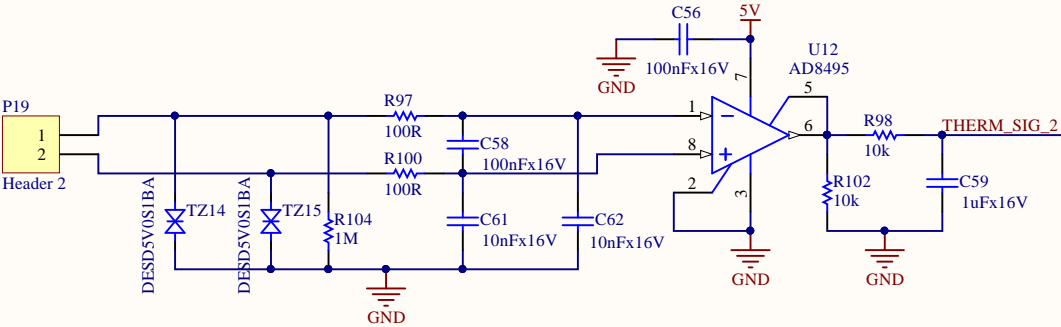 C56
5V
100nFx16V
GND
U12
AD8495
7
P19
1
2
Header 2
R97
100R
C58
100nFx16V
R100
100R
1
8
2
3
5
6
R98
10k
THERM_SIG_2
DESD5V0S1BA
TZ14
DESD5V0S1BA
TZ15
R104
1M
C61
10nFx16V
C62
10nFx16V
R102
10k
C59
1uFx16V
GND
GND
GND